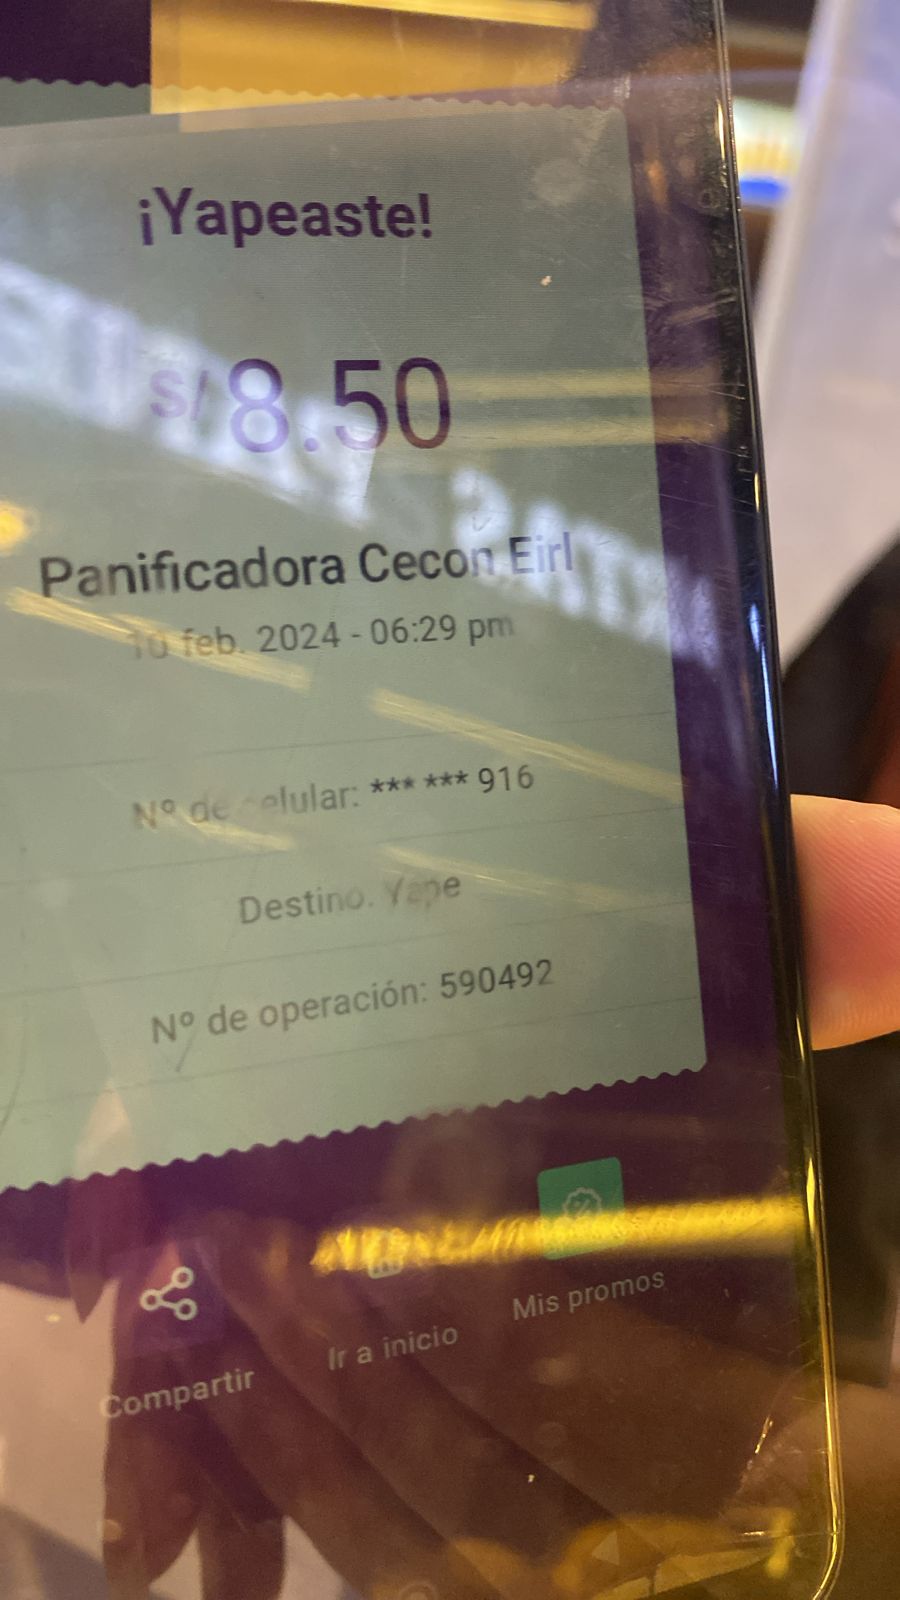 ¡Yapeaste!
S/ 8.50
Panificadora Cecon Eirl
10 feb. 2024 - 06:29 pm
Nº de celular: *** *** 916
Destino: Yape
Nº de operación: 590492
Compartir
Ir a inicio
Mis promos